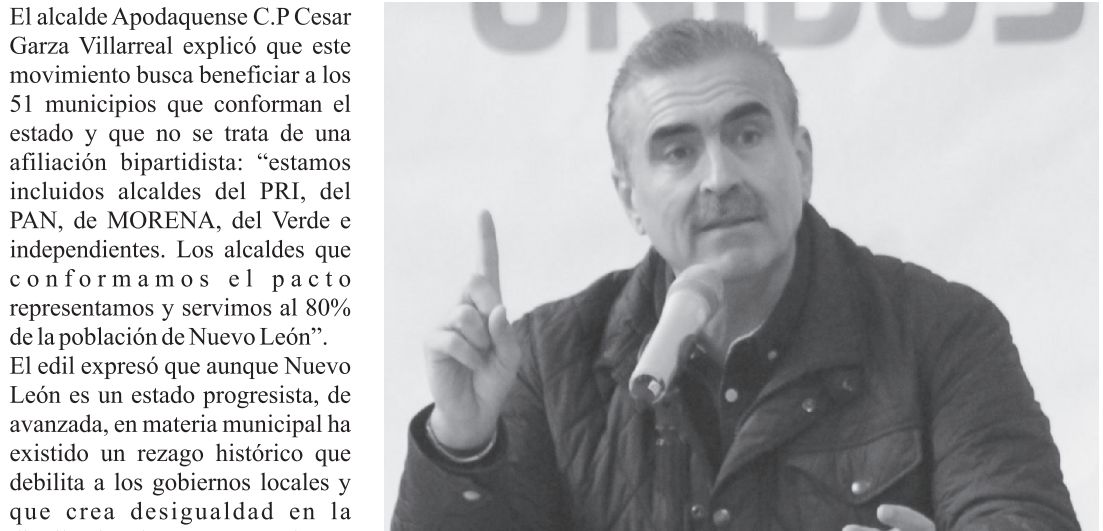 UNIDOS
El alcalde Apodaquense C.P Cesar
Garza Villarreal explicó que este
movimiento busca beneficiar a los
51 municipios que conforman el
estado y que no se trata de una
afiliación bipartidista: “estamos
incluidos alcaldes del PRI, del
PAN, de MORENA, del Verde e
independientes. Los alcaldes que
conformamos el pacto
representamos y servimos al 80%
de la población de Nuevo León”.
El edil expresó que aunque Nuevo
León es un estado progresista, de
avanzada, en materia municipal ha
existido un rezago histórico que
debilita a los gobiernos locales y
que crea desigualdad en la